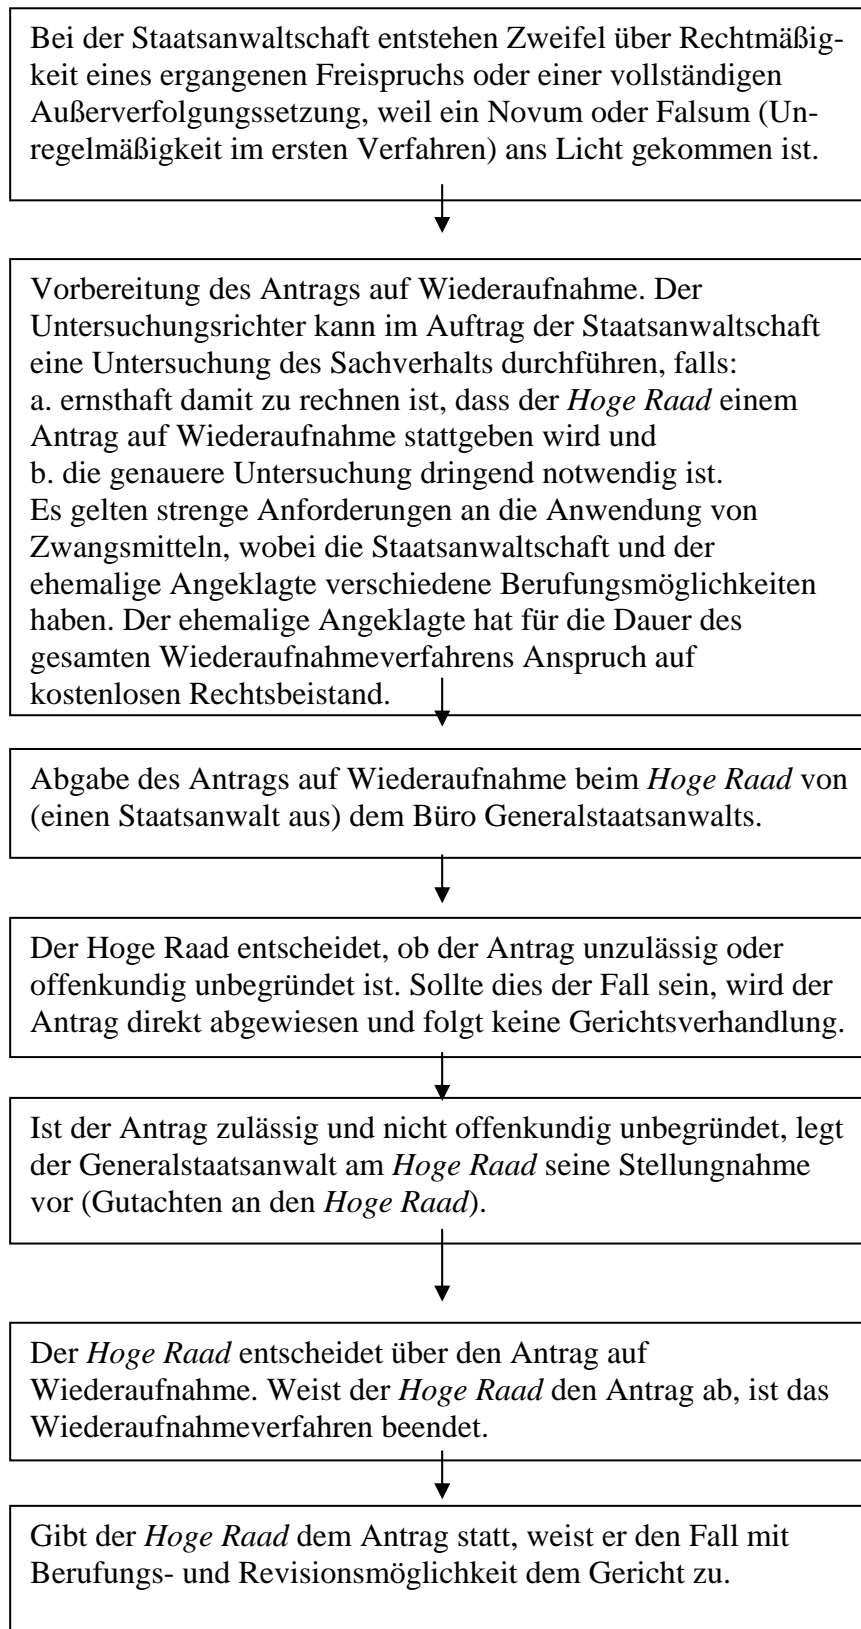 Bei der Staatsanwaltschaft entstehen Zweifel über Rechtmäßig-
keit eines ergangenen Freispruchs oder einer vollständigen
Außerverfolgungssetzung, weil ein Novum oder Falsum (Un-
regelmäßigkeit im ersten Verfahren) ans Licht gekommen ist.
Vorbereitung des Antrags auf Wiederaufnahme. Der
Untersuchungsrichter kann im Auftrag der Staatsanwaltschaft
eine Untersuchung des Sachverhalts durchführen, falls:
a. ernsthaft damit zu rechnen ist, dass der Hoge Raad einem
Antrag auf Wiederaufnahme stattgeben wird und
b. die genauere Untersuchung dringend notwendig ist.
Es gelten strenge Anforderungen an die Anwendung von
Zwangsmitteln, wobei die Staatsanwaltschaft und der
ehemalige Angeklagte verschiedene Berufungsmöglichkeiten
haben. Der ehemalige Angeklagte hat für die Dauer des
gesamten Wiederaufnahmeverfahrens Anspruch auf
kostenlosen Rechtsbeistand.
Abgabe des Antrags auf Wiederaufnahme beim Hoge Raad von
(einen Staatsanwalt aus) dem Büro Generalstaatsanwalts.
Der Hoge Raad entscheidet, ob der Antrag unzulässig oder
offenkundig unbegründet ist. Sollte dies der Fall sein, wird der
Antrag direkt abgewiesen und folgt keine Gerichtsverhandlung.
Ist der Antrag zulässig und nicht offenkundig unbegründet, legt
der Generalstaatsanwalt am Hoge Raad seine Stellungnahme
vor (Gutachten an den Hoge Raad).
Der Hoge Raad entscheidet über den Antrag auf
Wiederaufnahme. Weist der Hoge Raad den Antrag ab, ist das
Wiederaufnahmeverfahren beendet.
Gibt der Hoge Raad dem Antrag statt, weist er den Fall mit
Berufungs- und Revisionsmöglichkeit dem Gericht zu.